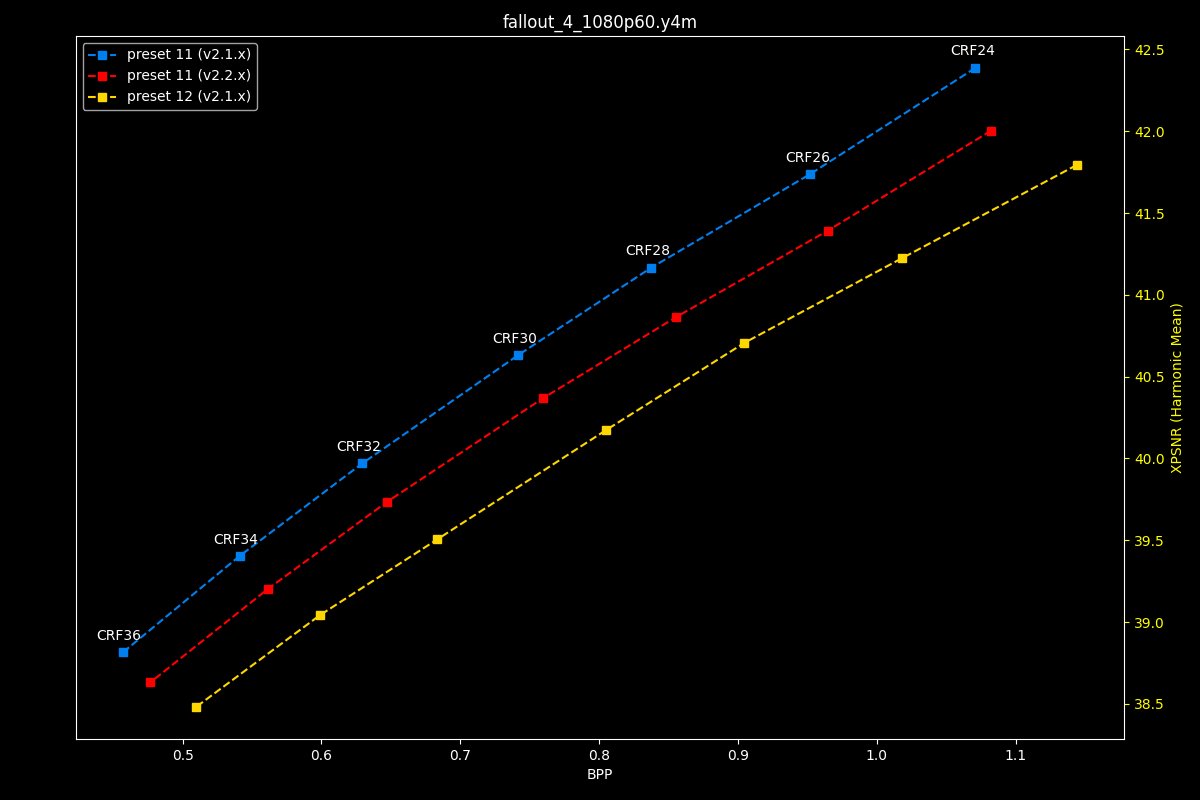 fallout_4_1080p60.y4m
preset 11 (v2.1.x)
preset 11 (v2.2.x)
preset 12 (v2.1.x)
CRF24
CRF26
CRF28
CRF30
CRF32
CRF34
CRF36
42.5
42.0
41.5
41.0
40.5
40.0
39.5
39.0
38.5
XPSNR (Harmonic Mean)
0.5 0.6 0.7 0.8 0.9 1.0 1.1
BPP